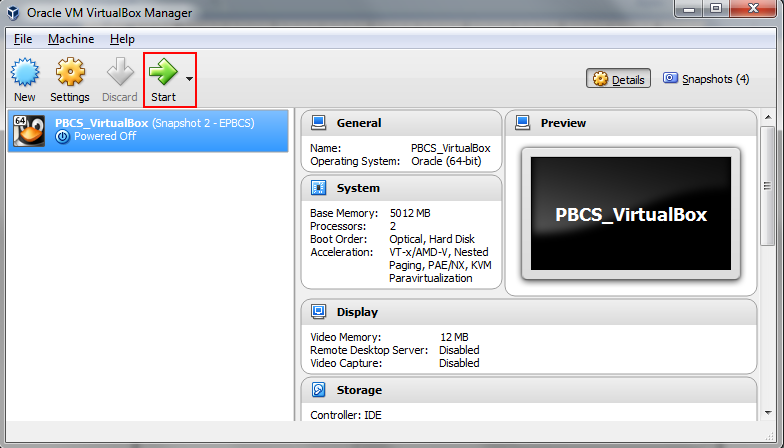 Oracle VM VirtualBox Manager
File Machine Help
New Settings Discard Start
Details Snapshots (4)
64 PBCS_VirtualBox (Snapshot 2 - EPBCS)
Powered Off
General
Name: PBCS_VirtualBox
Operating System: Oracle (64-bit)
System
Base Memory: 5012 MB
Processors: 2
Boot Order: Optical, Hard Disk
Acceleration: VT-x/AMD-V, Nested
Paging, PAE/NX, KVM
Paravirtualization
Preview
PBCS_VirtualBox
Display
Video Memory: 12 MB
Remote Desktop Server: Disabled
Video Capture: Disabled
Storage
Controller: IDE